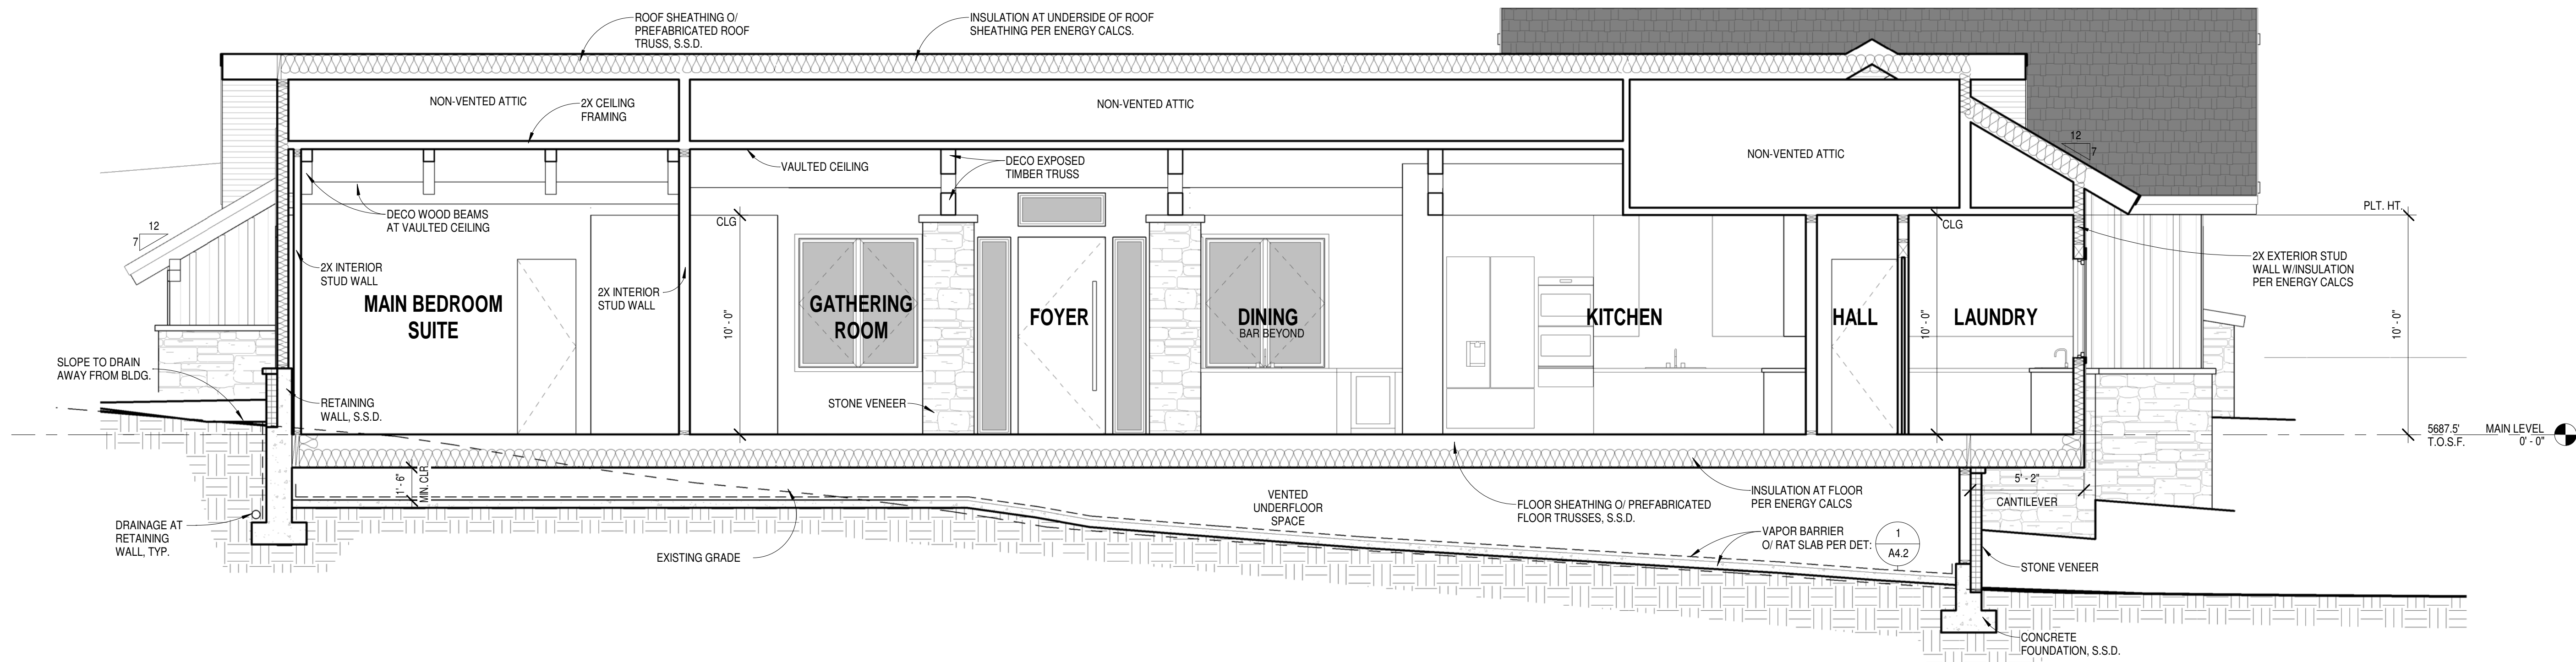 ROOF SHEATHING O/
PREFABRICATED ROOF
TRUSS, S.S.D.
INSULATION AT UNDERSIDE OF ROOF
SHEATHING PER ENERGY CALCS.
NON-VENTED ATTIC
2X CEILING
FRAMING
NON-VENTED ATTIC
NON-VENTED ATTIC
12
7
VAULTED CEILING
DECO EXPOSED
TIMBER TRUSS
DECO WOOD BEAMS
AT VAULTED CEILING
CLG
CLG
PLT. HT.
12
7
2X INTERIOR
STUD WALL
2X INTERIOR
STUD WALL
2X EXTERIOR STUD
WALL W/INSULATION
PER ENERGY CALCS
MAIN BEDROOM
SUITE
10' - 0"
GATHERING
ROOM
FOYER
DINING
BAR BEYOND
KITCHEN
HALL
10' - 0"
LAUNDRY
10' - 0"
SLOPE TO DRAIN
AWAY FROM BLDG.
RETAINING
WALL, S.S.D.
STONE VENEER
5687.5'
T.O.S.F.
MAIN LEVEL
0' - 0"
1' - 6"
MIN. CLR
VENTED
UNDERFLOOR
SPACE
FLOOR SHEATHING O/ PREFABRICATED
FLOOR TRUSSES, S.S.D.
INSULATION AT FLOOR
PER ENERGY CALCS
5' - 2"
CANTILEVER
DRAINAGE AT
RETAINING
WALL, TYP.
EXISTING GRADE
VAPOR BARRIER
O/ RAT SLAB PER DET:
1
A4.2
STONE VENEER
CONCRETE
FOUNDATION, S.S.D.